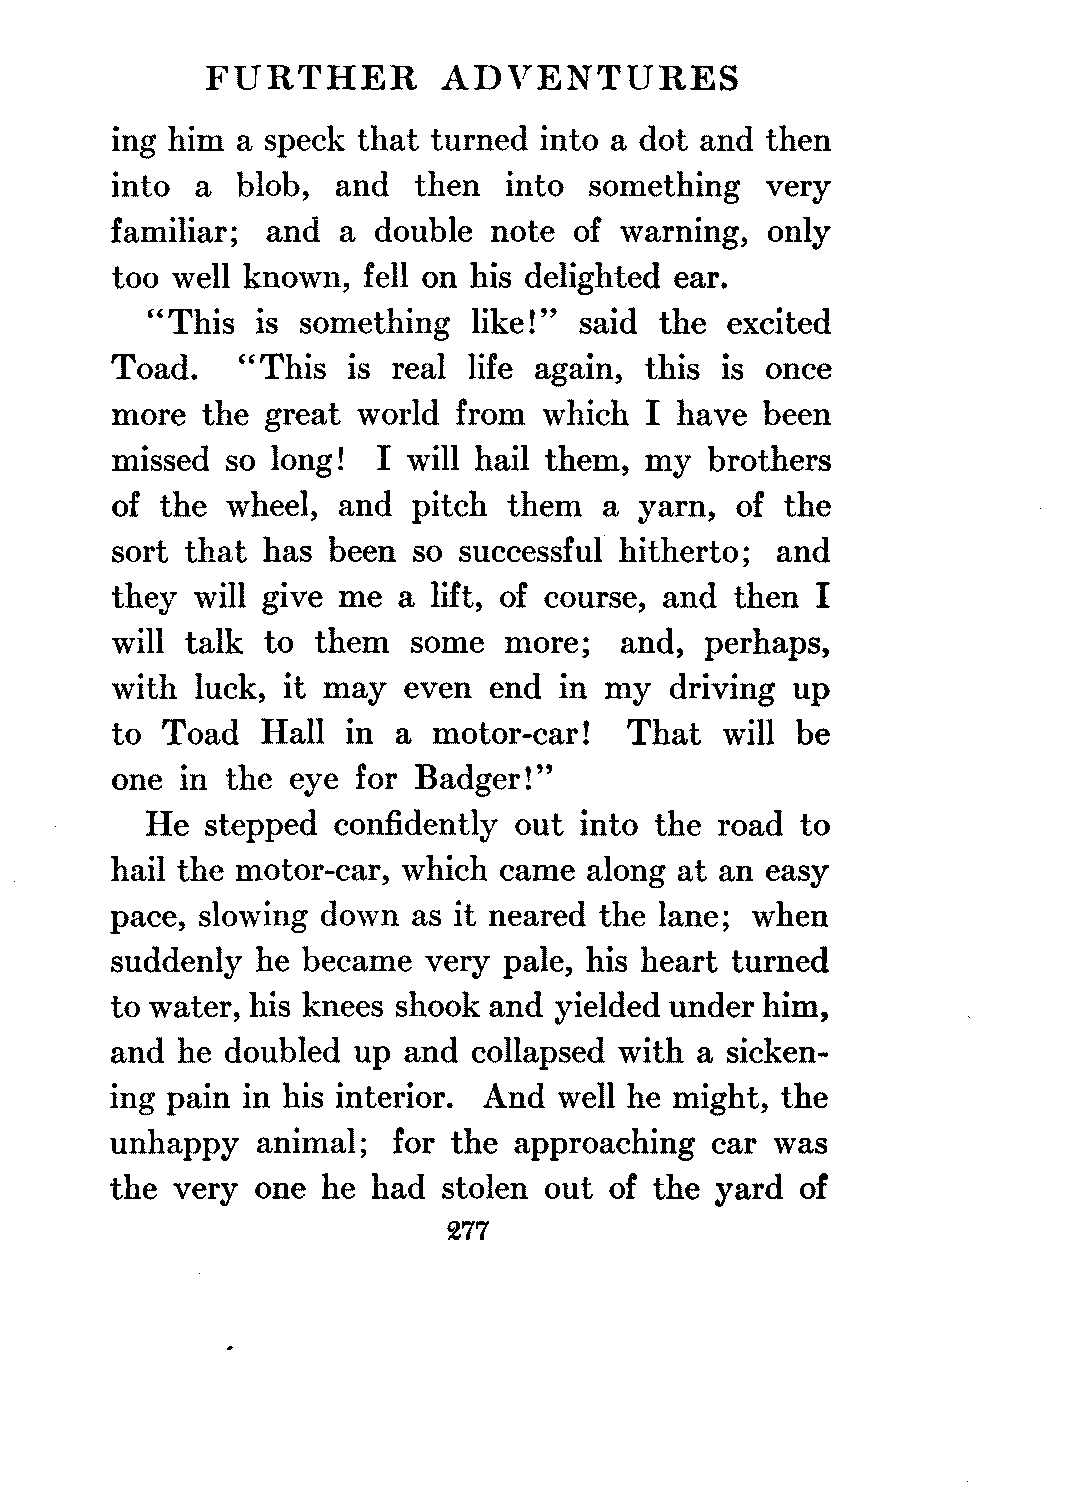 FURTHER ADVENTURES
ing him a speck that turned into a dot and then
into a blob, and then into something very
familiar; and a double note of warning, only
too well known, fell on his delighted ear.
“This is something like!” said the excited
Toad. “This is real life again, this is once
more the great world from which I have been
missed so long! I will hail them, my brothers
of the wheel, and pitch them a yarn, of the
sort that has been so successful hitherto; and
they will give me a lift, of course, and then I
will talk to them some more; and, perhaps,
with luck, it may even end in my driving up
to Toad Hall in a motor-car! That will be
one in the eye for Badger!”
He stepped confidently out into the road to
hail the motor-car, which came along at an easy
pace, slowing down as it neared the lane; when
suddenly he became very pale, his heart turned
to water, his knees shook and yielded under him,
and he doubled up and collapsed with a sicken-
ing pain in his interior. And well he might, the
unhappy animal; for the approaching car was
the very one he had stolen out of the yard of
277